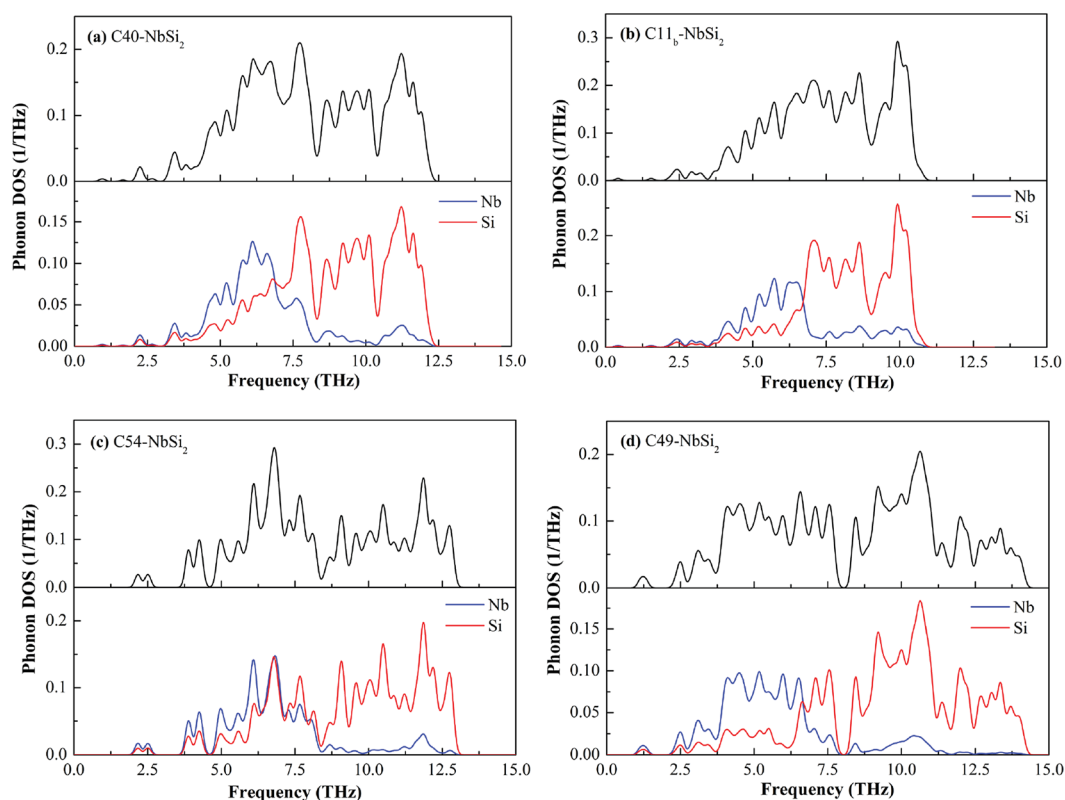 (a) C40-NbSi₂
0.2
0.1
0.0
Nb
Si
0.15
0.10
0.05
0.00
0.0 2.5 5.0 7.5 10.0 12.5 15.0
Frequency (THz)
Phonon DOS (1/THz)
(b) C11b-NbSi₂
0.3
0.2
0.1
0.0
Nb
Si
0.2
0.1
0.0
0.0 2.5 5.0 7.5 10.0 12.5 15.0
Frequency (THz)
Phonon DOS (1/THz)
(c) C54-NbSi₂
0.3
0.2
0.1
0.0
Nb
Si
0.2
0.1
0.0
0.0 2.5 5.0 7.5 10.0 12.5 15.0
Frequency (THz)
Phonon DOS (1/THz)
(d) C49-NbSi₂
0.2
0.1
0.0
Nb
Si
0.15
0.10
0.05
0.00
0.0 2.5 5.0 7.5 10.0 12.5 15.0
Frequency (THz)
Phonon DOS (1/THz)